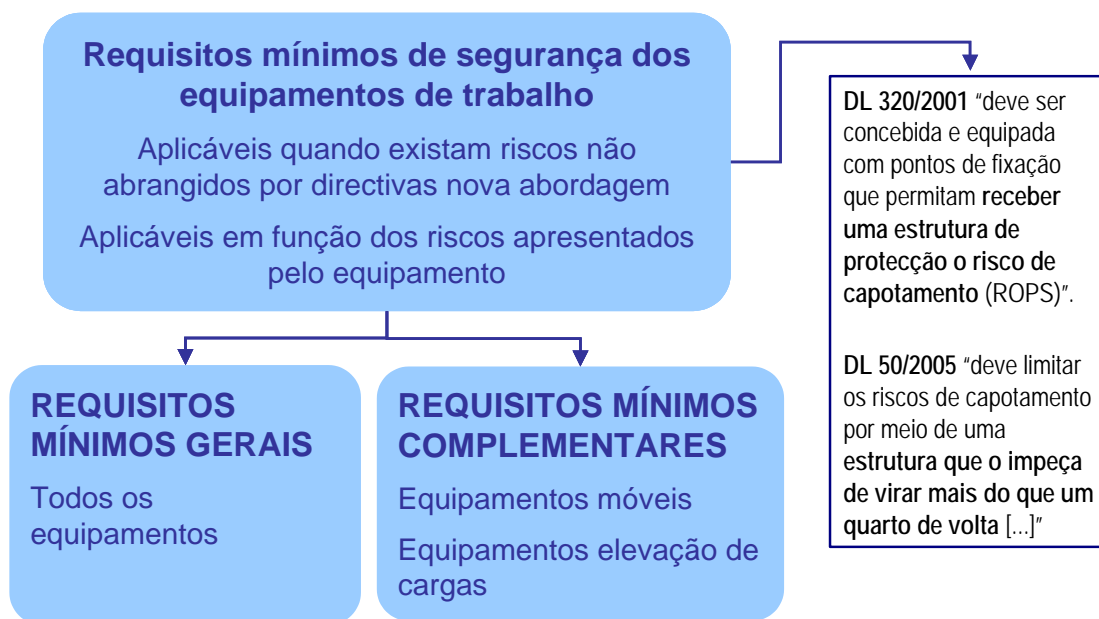 Requisitos mínimos de segurança dos
equipamentos de trabalho
Aplicáveis quando existam riscos não
abrangidos por directivas nova abordagem
Aplicáveis em função dos riscos apresentados
pelo equipamento
DL 320/2001 “deve ser
concebida e equipada
com pontos de fixação
que permitam receber
uma estrutura de
protecção o risco de
capotamento (ROPS)”.
DL 50/2005 “deve limitar
os riscos de capotamento
por meio de uma
estrutura que o impeça
de virar mais do que um
quarto de volta [...]”
REQUISITOS
MÍNIMOS GERAIS
Todos os
equipamentos
REQUISITOS MÍNIMOS
COMPLEMENTARES
Equipamentos móveis
Equipamentos elevação de
cargas